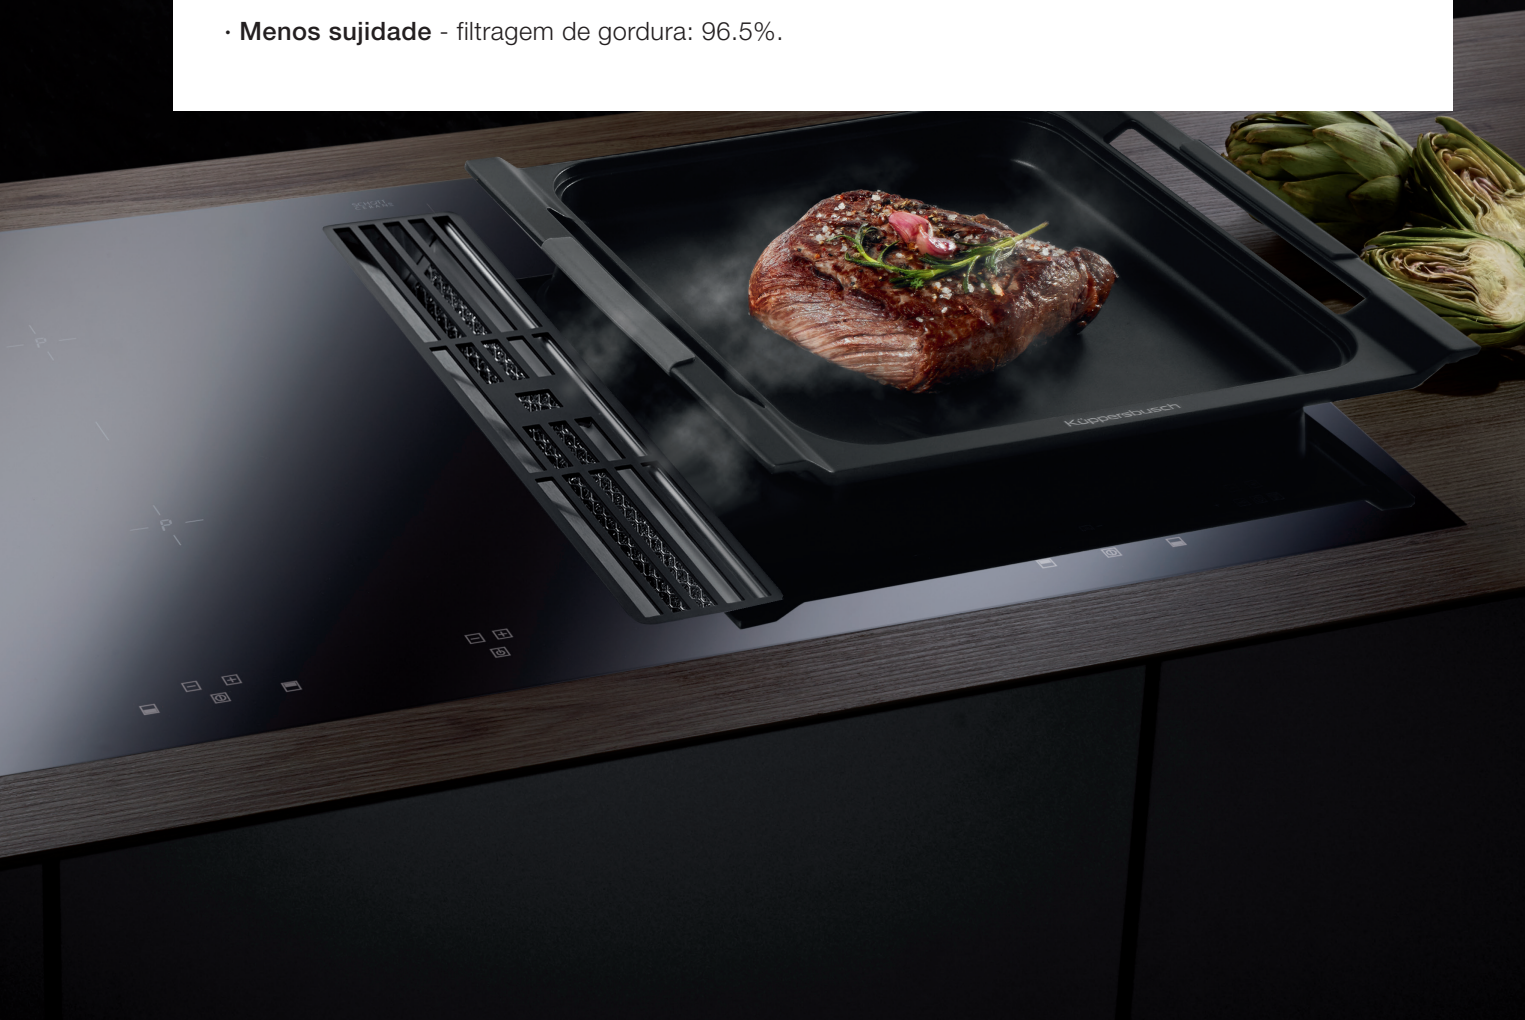 · Menos sujidade - filtragem de gordura: 96.5%.
Küppersbusch